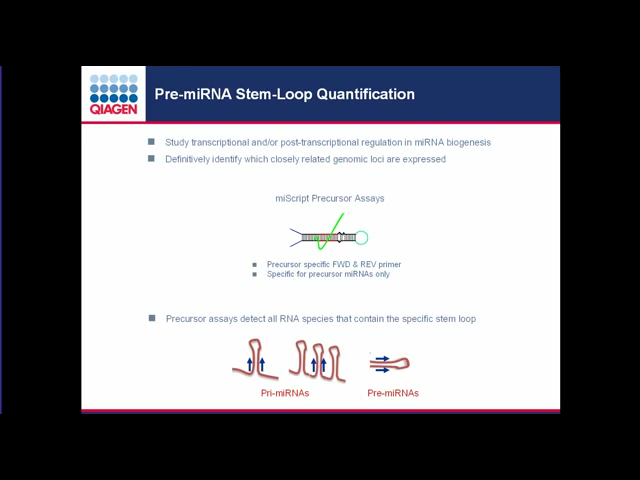 QIAGEN
Pre-miRNA Stem-Loop Quantification
Study transcriptional and/or post-transcriptional regulation in miRNA biogenesis
Definitively identify which closely related genomic loci are expressed
miScript Precursor Assays
Precursor specific FWD & REV primer
Specific for precursor miRNAs only
Precursor assays detect all RNA species that contain the specific stem loop
Pri-miRNAs
Pre-miRNAs